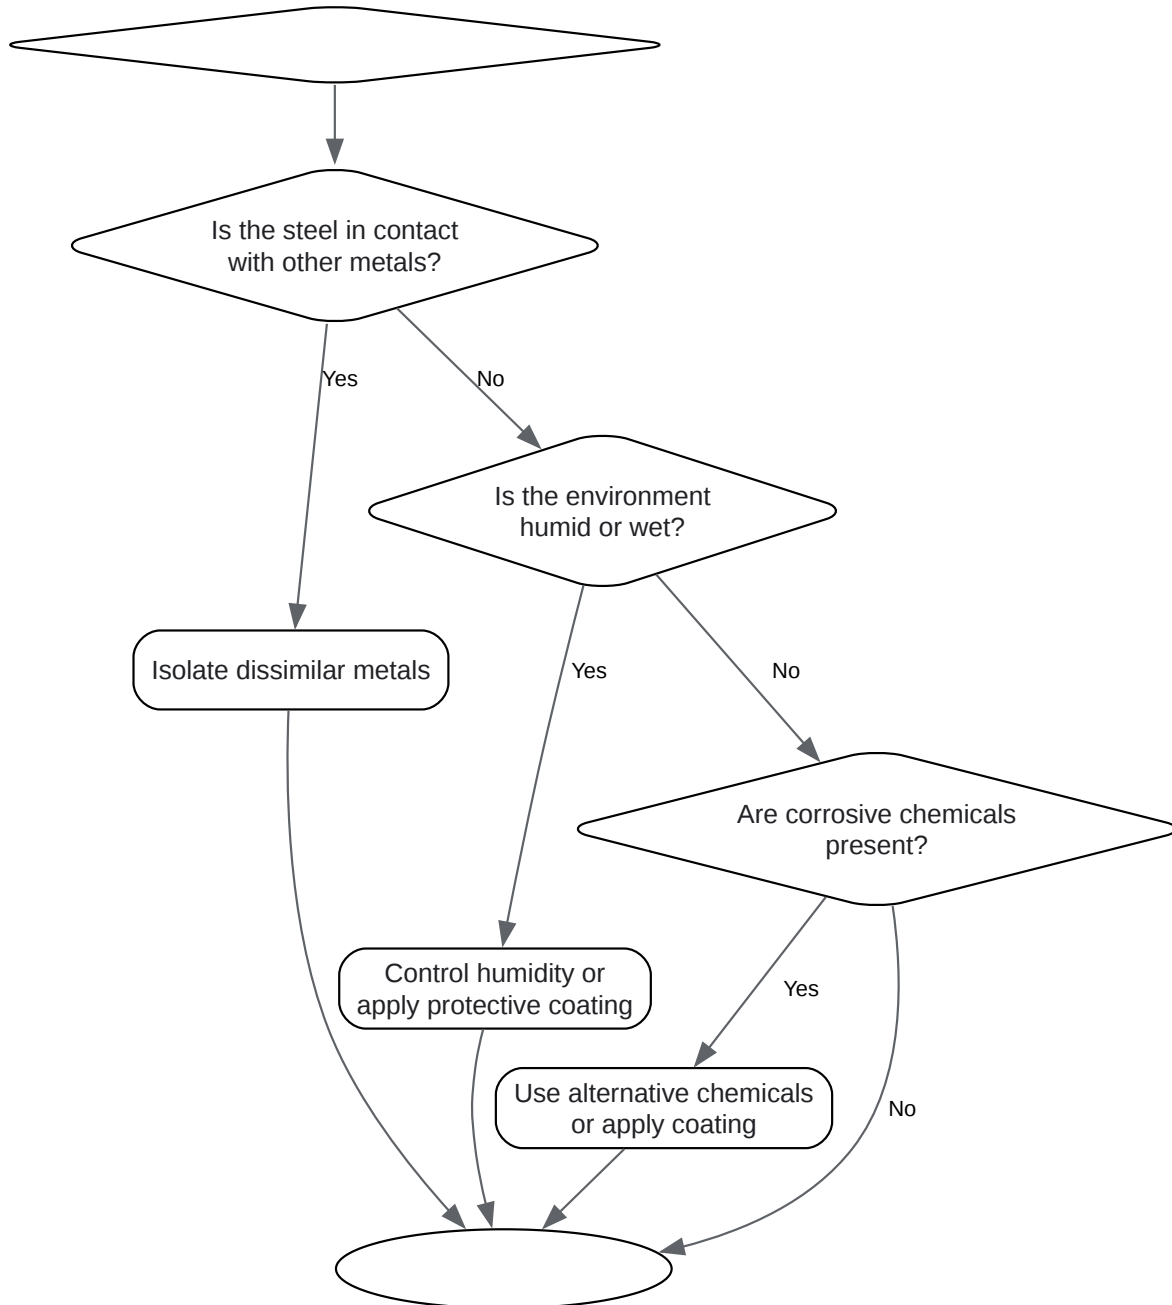 Is the steel in contact
with other metals?
Yes
No
Is the environment
humid or wet?
Isolate dissimilar metals
Yes
No
Are corrosive chemicals
present?
Control humidity or
apply protective coating
Yes
Use alternative chemicals
or apply coating
No